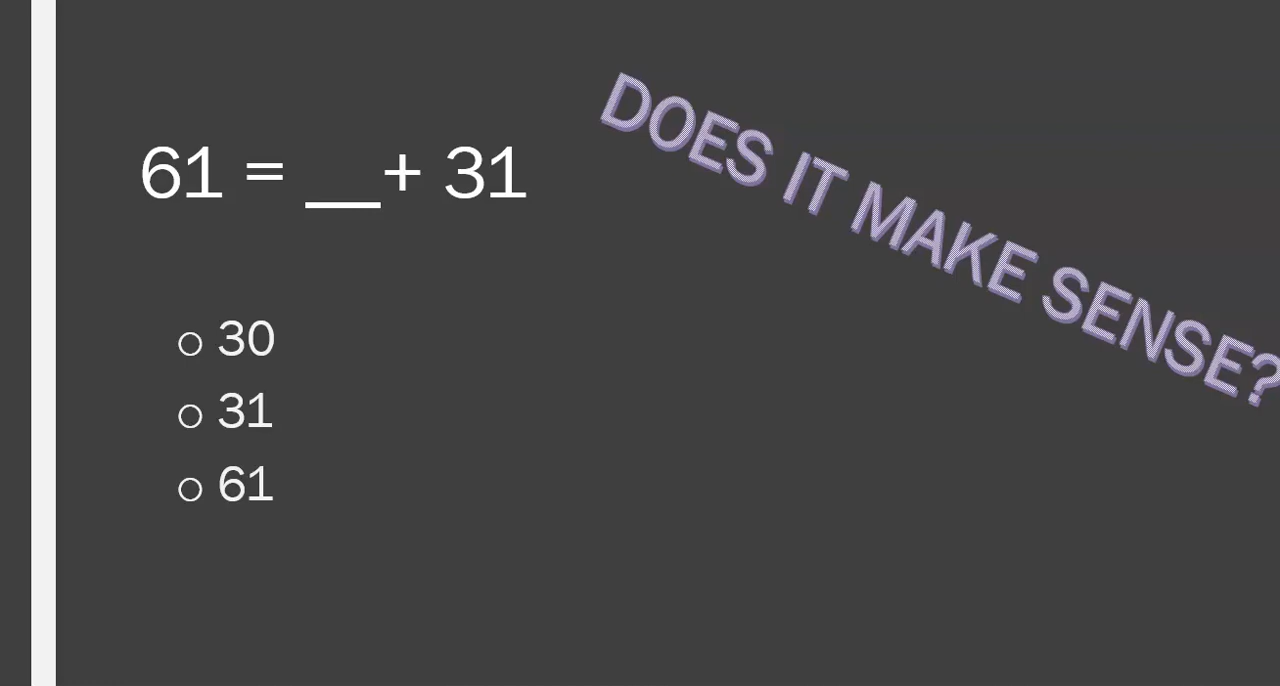 61 = __+ 31
DOES IT MAKE SENSE?
30
31
61